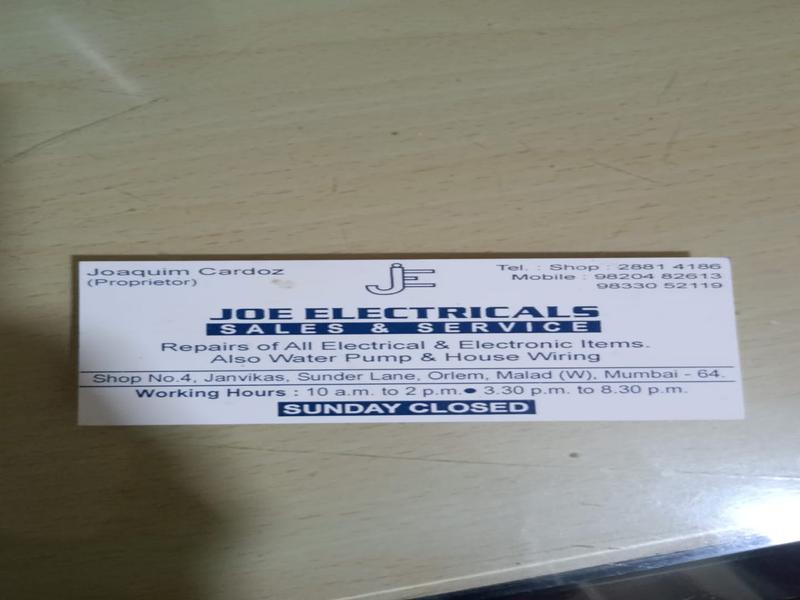 Joaquim Cardoz
(Proprietor)
JE
Tel. : Shop : 2881 4186
Mobile : 98204 82613
98330 52119
JOE ELECTRICALS
SALES & SERVICE
Repairs of All Electrical & Electronic Items.
Also Water Pump & House Wiring
Shop No.4, Janvikas, Sunder Lane, Orlem, Malad (W), Mumbai - 64.
Working Hours : 10 a.m. to 2 p.m.● 3.30 p.m. to 8.30 p.m.
SUNDAY CLOSED